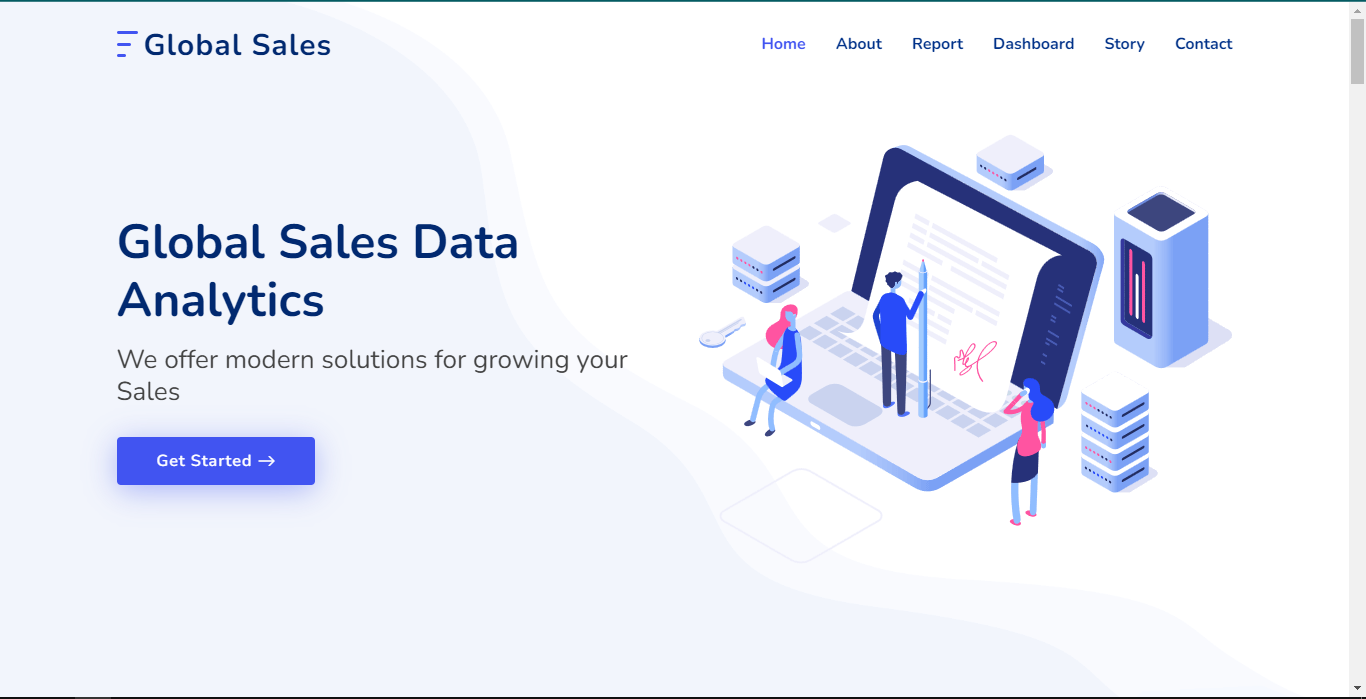 Global Sales
Home About Report Dashboard Story Contact
Global Sales Data
Analytics
We offer modern solutions for growing your
Sales
Get Started →